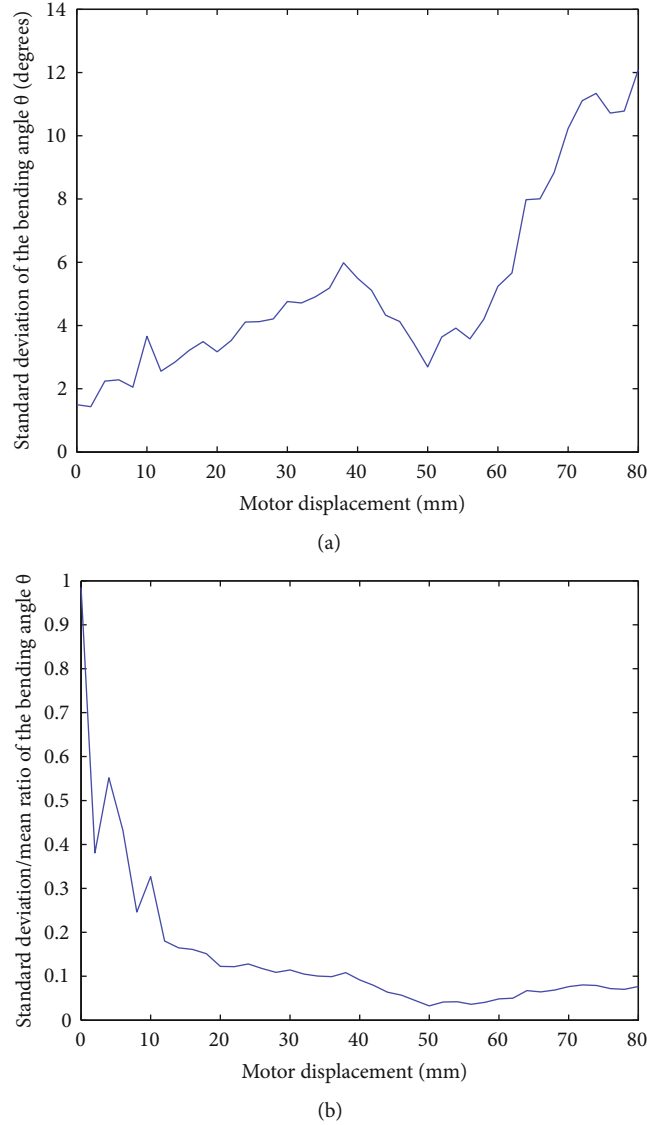 Standard deviation of the bending angle θ (degrees)
14
12
10
8
6
4
2
0
0 10 20 30 40 50 60 70 80
Motor displacement (mm)
(a)
Standard deviation/mean ratio of the bending angle θ
1
0.9
0.8
0.7
0.6
0.5
0.4
0.3
0.2
0.1
0
0 10 20 30 40 50 60 70 80
Motor displacement (mm)
(b)